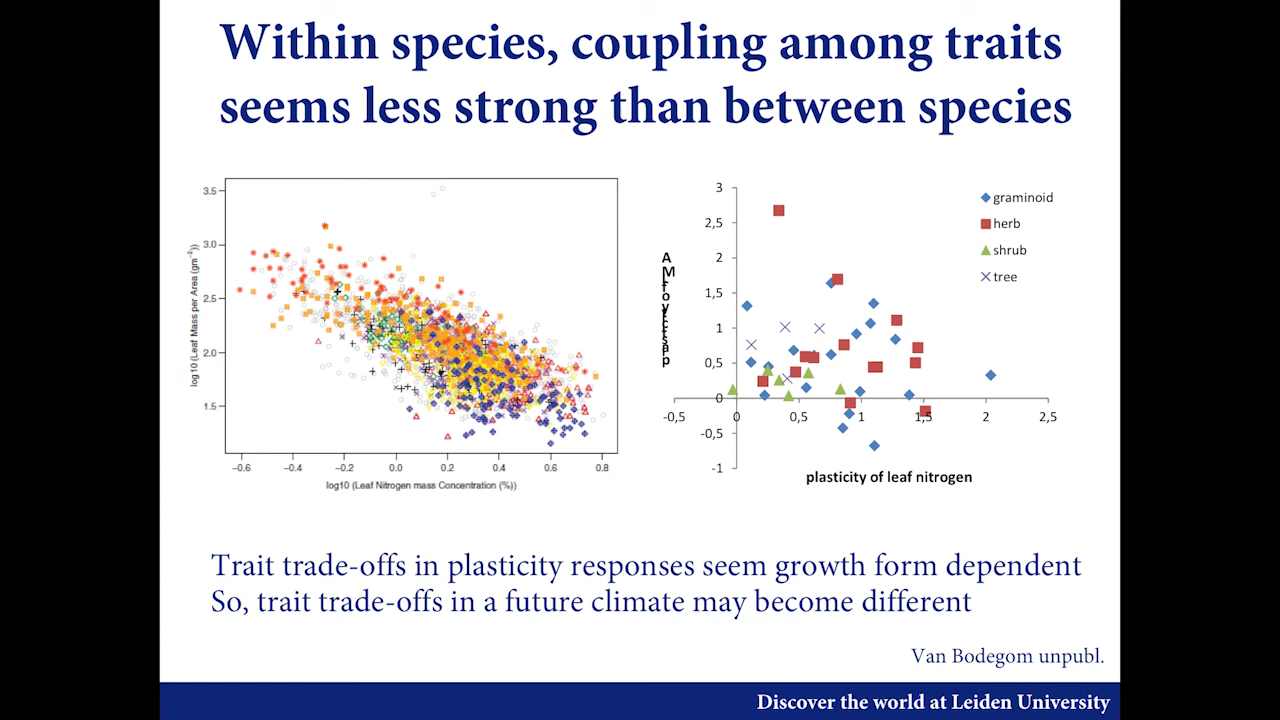 Within species, coupling among traits
seems less strong than between species
3.5
3.0
2.5
2.0
1.5
log10 (Leaf Mass per Area (gm⁻²))
−0.6
−0.4
−0.2
0.0
0.2
0.4
0.6
0.8
log10 (Leaf Nitrogen mass Concentration (%))
3
2,5
2
1,5
1
0,5
0
-0,5
-1
-0,5
0
0,5
1
1,5
2
2,5
plasticity of leaf nitrogen
graminoid
herb
shrub
tree
Trait trade-offs in plasticity responses seem growth form dependent
So, trait trade-offs in a future climate may become different
Van Bodegom unpubl.
Discover the world at Leiden University